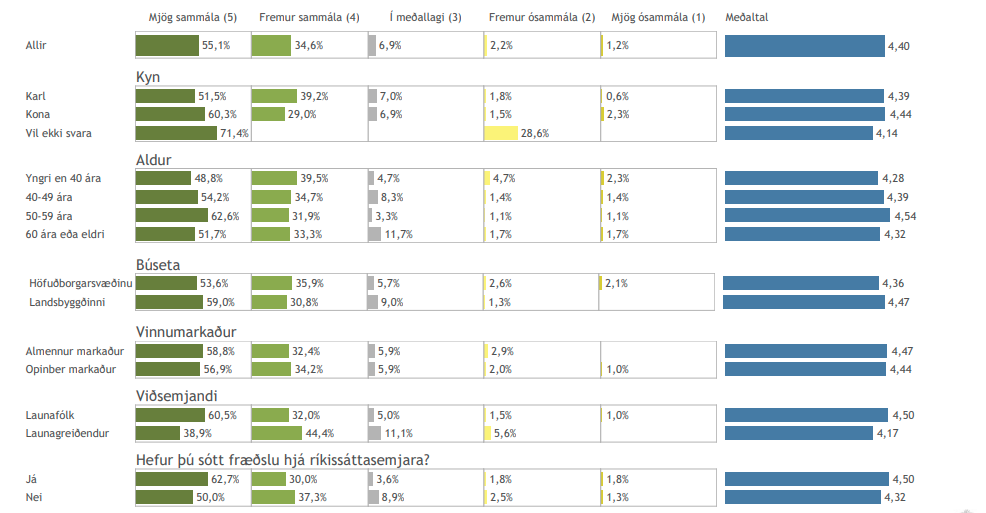 Mjög sammála (5) Fremur sammála (4) Í meðallagi (3) Fremur ósammála (2) Mjög ósammála (1) Meðaltal
Allir 55,1% 34,6% 6,9% 2,2% 1,2% 4,40
Kyn
Karl 51,5% 39,2% 7,0% 1,8% 0,6% 4,39
Kona 60,3% 29,0% 6,9% 1,5% 2,3% 4,44
Vil ekki svara 71,4% 28,6% 4,14
Aldur
Yngri en 40 ára 48,8% 39,5% 4,7% 4,7% 2,3% 4,28
40-49 ára 54,2% 34,7% 8,3% 1,4% 1,4% 4,39
50-59 ára 62,6% 31,9% 3,3% 1,1% 1,1% 4,54
60 ára eða eldri 51,7% 33,3% 11,7% 1,7% 1,7% 4,32
Búseta
Höfuðborgarsvæðinu 53,6% 35,9% 5,7% 2,6% 2,1% 4,36
Landsbyggðinni 59,0% 30,8% 9,0% 1,3% 4,47
Vinnumarkaður
Almennur markaður 58,8% 32,4% 5,9% 2,9% 4,47
Opinber markaður 56,9% 34,2% 5,9% 2,0% 1,0% 4,44
Viðsemjandi
Launafólk 60,5% 32,0% 5,0% 1,5% 1,0% 4,50
Launagreiðendur 38,9% 44,4% 11,1% 5,6% 4,17
Hefur þú sótt fræðslu hjá ríkissáttasemjara?
Já 62,7% 30,0% 3,6% 1,8% 1,8% 4,50
Nei 50,0% 37,3% 8,9% 2,5% 1,3% 4,32